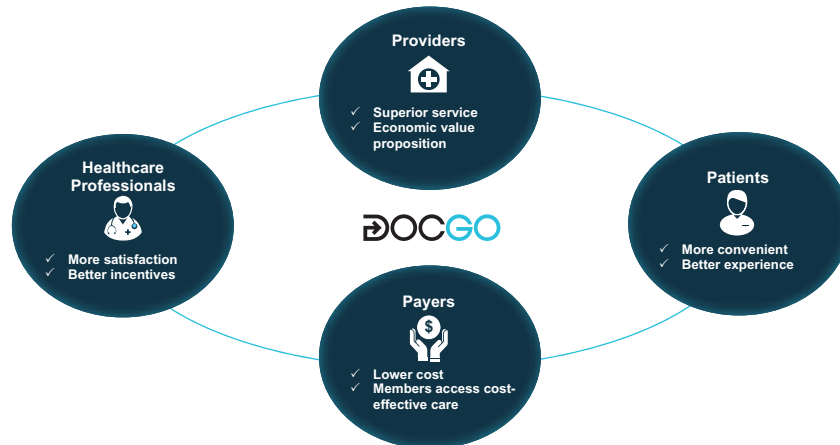 Providers
✓ Superior service
✓ Economic value
proposition
Healthcare
Professionals
✓ More satisfaction
✓ Better incentives
DOCGO
Patients
✓ More convenient
✓ Better experience
Payers
$
✓ Lower cost
✓ Members access cost-
effective care